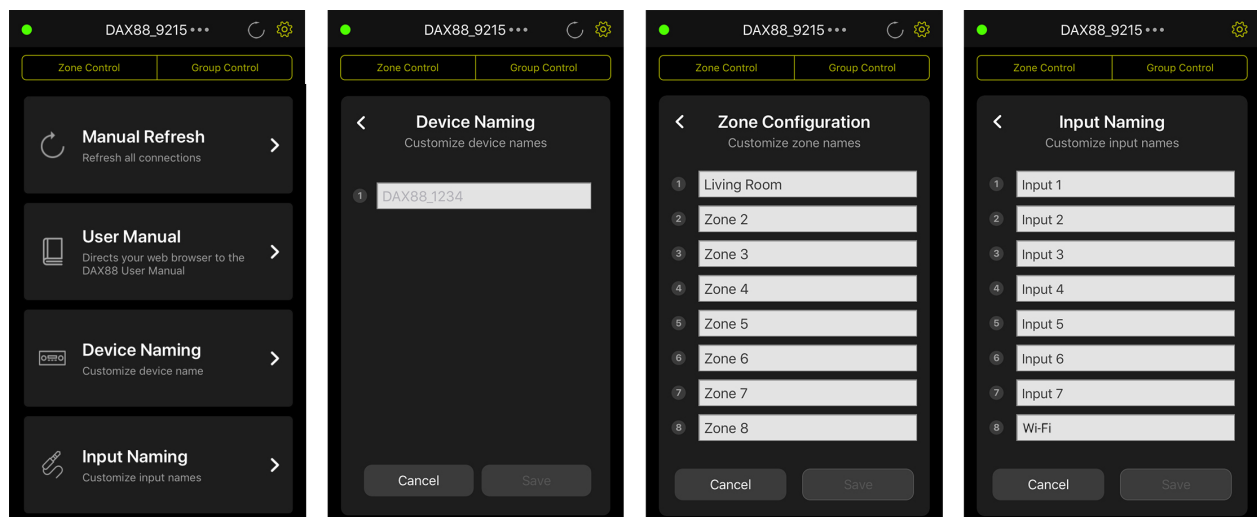 DAX88_9215•••
Zone Control
Group Control
Manual Refresh
Refresh all connections
User Manual
Directs your web browser to the
DAX88 User Manual
Device Naming
Customize device name
Input Naming
Customize input names
DAX88_9215•••
Zone Control
Group Control
Device Naming
Customize device names
1
DAX88_1234
Cancel
Save
DAX88_9215•••
Zone Control
Group Control
Zone Configuration
Customize zone names
1 Living Room
2 Zone 2
3 Zone 3
4 Zone 4
5 Zone 5
6 Zone 6
7 Zone 7
8 Zone 8
Cancel
Save
DAX88_9215•••
Zone Control
Group Control
Input Naming
Customize input names
1 Input 1
2 Input 2
3 Input 3
4 Input 4
5 Input 5
6 Input 6
7 Input 7
8 Wi-Fi
Cancel
Save